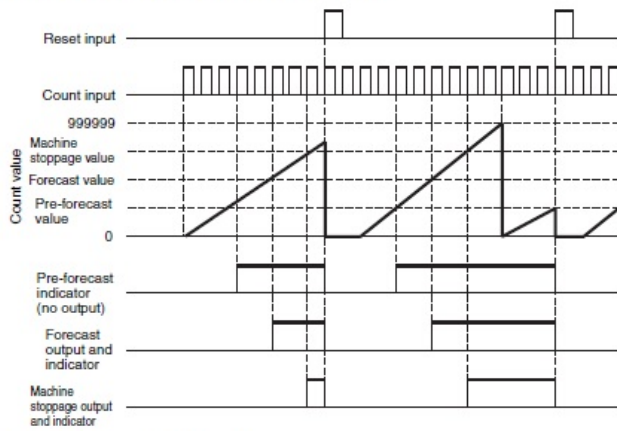 Reset input
Count input
999999
Machine
stoppage value
Forecast value
Pre-forecast
value
0
Count value
Pre-forecast
indicator
(no output)
Forecast
output and
indicator
Machine
stoppage output
and indicator